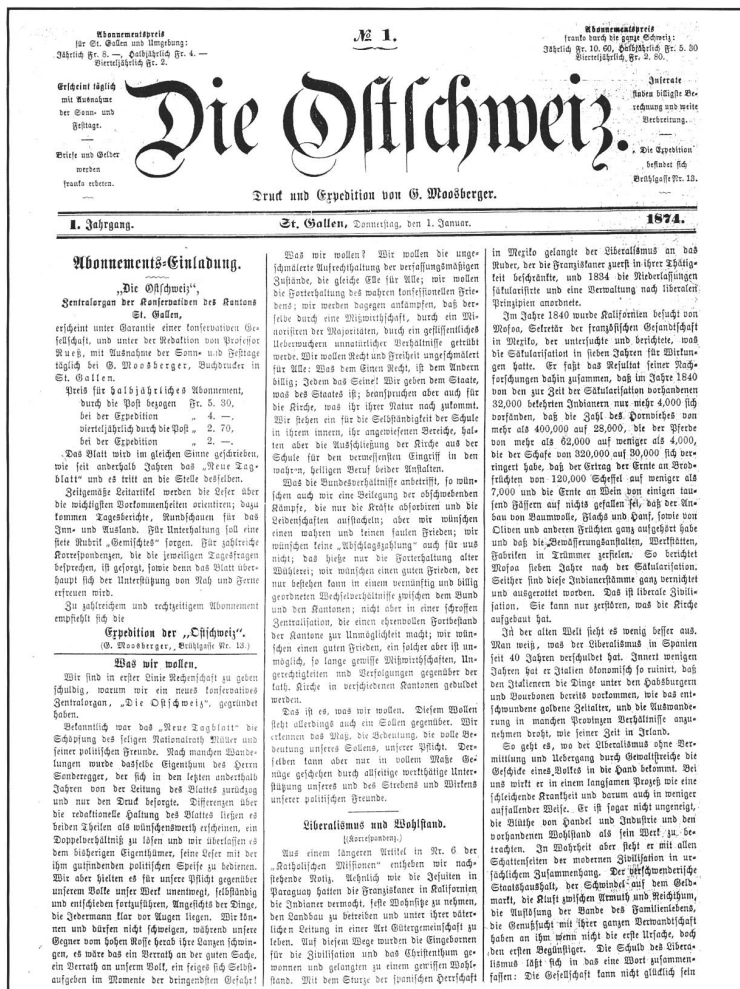 Abonnementspreis
für St. Gallen und Umgebung:
Jährlich Fr. 8. —, Halbjährlich Fr. 4. —
Vierteljährlich Fr. 2.
№ 1.
Abonnementspreis
franko durch die ganze Schweiz:
Jährlich Fr. 10. 60, Halbjährlich Fr. 5. 30
Vierteljährlich Fr. 2. 80.
Erscheint täglich
mit Ausnahme
der Sonn- und
Festtage.
Briefe und Gelder
werden
franko erbeten.
Die Oſtſchweiz.
Inserate
finden billigste Be-
rechnung und weite
Verbreitung.
Die Expedition
befindet sich
Brühlgasse Nr. 13.
Druck und Expedition von G. Moosberger.
I. Jahrgang.
St. Gallen, Donnerstag, den 1. Januar.
1874.
Abonnements-Einladung.
„Die Ostschweiz“,
Zentralorgan der Konservativen des Kantons
St. Gallen,
erscheint unter Garantie einer konservativen Ge-
sellschaft, und unter der Redaktion von Professor
Rueß, mit Ausnahme der Sonn- und Festtage
täglich bei G. Moosberger, Buchdrucker in
St. Gallen.
Preis für halbjährliches Abonnement,
durch die Post bezogen Fr. 5. 30,
bei der Expedition „ 4. —.
vierteljährlich durch die Post „ 2. 70,
bei der Expedition „ 2. —.
Das Blatt wird im gleichen Sinne geschrieben,
wie seit anderhalb Jahren das „Neue Tag-
blatt“ und es tritt an die Stelle desselben.
Zeitgemäße Leitartikel werden die Leser über
die wichtigsten Vorkommenheiten orientiren; dazu
kommen Tagesberichte, Rundschauen für das
Inn- und Ausland. Für Unterhaltung soll eine
stete Rubrik „Gemischtes“ sorgen. Für zahlreiche
Korrespondenzen, die die jeweiligen Tagesfragen
besprechen, ist gesorgt, sowie denn das Blatt über-
haupt sich der Unterstützung von Nah und Ferne
erfreuen wird.
Zu zahlreichem und rechtzeitigem Abonnement
empfiehlt sich die
Expedition der „Ostschweiz“.
(G. Moosberger, Brühlgasse Nr. 13.)
Was wir wollen.
Wir sind in erster Linie Rechenschaft zu geben
schuldig, warum wir ein neues konservatives
Zentralorgan, „Die Ostschweiz“, gegründet
haben.
Bekanntlich war das „Neue Tagblatt“ die
Schöpfung des seligen Nationalrath Müller und
seiner politischen Freunde. Nach manchen Wande-
lungen wurde dasselbe Eigenthum des Herrn
Sonderegger, der sich in den letzten anderthalb
Jahren von der Leitung des Blattes zurückzog
und nur den Druck besorgte. Differenzen über
die redaktionelle Haltung des Blattes ließen es
beiden Theilen als wünschenswerth erscheinen, ein
Doppelverhältniß zu lösen und wir überlassen es
dem bisherigen Eigenthümer, seine Leser mit der
ihm gutfindenden politischen Speise zu bedienen.
Wir aber hielten es für unsere Pflicht gegenüber
unserem Volke unser Werk unentwegt, selbständig
und entschieden fortzuführen, Angesichts der Dinge,
die Jedermann klar vor Augen liegen. Wir kön-
nen und dürfen nicht schweigen, während unsere
Gegner vom hohen Rosse herab ihre Lanzen schwin-
gen, es wäre das ein Verrath an der guten Sache,
ein Verrath an unserm Volk, ein feiges sich Selbst-
aufgeben im Momente der dringendsten Gefahr!
Was wir wollen? Wir wollen die unge-
schmälerte Aufrechthaltung der verfassungsmäßigen
Zustände, die gleiche Elle für Alle; wir wollen
die Forterhaltung des wahren konfessionellen Frie-
dens; wir werden dagegen ankämpfen, daß der-
selbe durch eine Mißwirthschaft, durch ein Mi-
norisiren der Majoritäten, durch ein geflissentliches
Ueberwuchern unnatürlicher Verhältniße getrübt
werde. Wir wollen Recht und Freiheit ungeschmälert
für Alle: Was dem Einen Recht, ist dem Andern
billig; Jedem das Seine! Wir geben dem Staate,
was des Staates ist; beanspruchen aber auch für
die Kirche, was ihr ihrer Natur nach zukommt.
Wir stehen ein für die Selbständigkeit der Schule
in ihrem innern, ihr angewiesenen Bereiche, hal-
ten aber die Ausschließung der Kirche aus der
Schule für den vermessensten Eingriff in den
wahren, heiligen Beruf beider Anstalten.
Was die Bundesverhältniße anbetrifft, so wün-
schen auch wir eine Beilegung der obschwebenden
Kämpfe, die nur die Kräfte absorbiren und die
Leidenschaften aufstacheln; aber wir wünschen
einen wahren und keinen faulen Frieden; wir
wünschen keine „Abschlagszahlung“ auch für uns
nicht; das hieße nur die Forterhaltung alter
Wühlerei; wir wünschen einen guten Frieden, der
nur bestehen kann in einem vernünftig und billig
geordneten Wechselverhältniße zwischen dem Bund
und den Kantonen; nicht aber in einer schroffen
Zentralisation, die einen ehrenvollen Fortbestand
der Kantone zur Unmöglichkeit macht; wir wün-
schen einen guten Frieden, ein solcher aber ist un-
möglich, so lange gewisse Mißwirthschaften, Un-
gerechtigkeiten und Verfolgungen gegenüber der
kath. Kirche in verschiedenen Kantonen geduldet
werden.
Das ist es, was wir wollen. Diesem Wollen
steht allerdings auch ein Sollen gegenüber. Wir
erkennen das Maß, die Bedeutung, die volle Be-
deutung unseres Sollens, unserer Pflicht. Der-
selben kann aber nur in vollem Maße Ge-
nüge geschehen durch allseitige werkthätige Unter-
stützung unseres und des Strebens und Wirkens
unserer politischen Freunde.
Liberalismus und Wohlstand.
(Korrespondenz.)
Aus einem längeren Artikel in Nr. 6 der
„Katholischen Missionen“ entheben wir nach-
stehende Notiz. Aehnlich wie die Jesuiten in
Paraguay hatten die Franziskaner in Kalifornien
die Indianer vermocht, feste Wohnsitze zu nehmen,
den Landbau zu betreiben und unter ihrer väter-
lichen Leitung in einer Art Gütergemeinschaft zu
leben. Auf diesem Wege wurden die Eingebornen
für die Zivilisation und das Christenthum ge-
wonnen und gelangten zu einem gewissen Wohl-
stand. Mit dem Sturze der spanischen Herrschaft
in Mexiko gelangte der Liberalismus an das
Ruder, der die Franziskaner zuerst in ihrer Thätig-
keit beschränkte, und 1834 die Niederlassungen
säkularisirte und eine Verwaltung nach liberalen
Prinzipien anordnete.
Im Jahre 1840 wurde Kalifornien besucht von
Mofoa, Sekretär der französischen Gesandtschaft
in Mexiko, der untersuchte und berichtete, was
die Säkularisation in sieben Jahren für Wirkun-
gen hatte. Er faßt das Resultat seiner Nach-
forschungen dahin zusammen, daß im Jahre 1840
von den zur Zeit der Säkularisation vorhandenen
32,000 bekehrten Indianern nur mehr 4,000 sich
vorfänden, daß die Zahl des Hornviehes von
mehr als 400,000 auf 28,000, die der Pferde
von mehr als 62,000 auf weniger als 4,000,
die der Schafe von 320,000 auf 30,000 sich ver-
ringert habe, daß der Ertrag der Ernte an Brod-
früchten von 120,000 Scheffel auf weniger als
7,000 und die Ernte an Wein von einigen tau-
send Fässern auf nichts gefallen sei, daß der An-
bau von Baumwolle, Flachs und Hanf, sowie von
Oliven und anderen Früchten ganz aufgehört habe
und daß die Bewässerungsanstalten, Werkstätten,
Fabriken in Trümmer zerfielen. So berichtet
Mofoa sieben Jahre nach der Säkularisation.
Seither sind diese Indianerstämme ganz vernichtet
und ausgerottet worden. Das ist liberale Zivili-
sation. Sie kann nur zerstören, was die Kirche
aufgebaut hat.
In der alten Welt sieht es wenig besser aus.
Man weiß, was der Liberalismus in Spanien
seit 40 Jahren verschuldet hat. Innert wenigen
Jahren hat er Italien ökonomisch so ruinirt, daß
den Italienern die Dinge unter den Habsburgern
und Bourbonen bereits vorkommen, wie das ent-
schwundene goldene Zeitalter, und die Auswande-
rung in manchen Provinzen Verhältniße anzu-
nehmen droht, wie seiner Zeit in Irland.
So geht es, wo der Liberalismus ohne Ver-
mittlung und Uebergang durch Gewaltstreiche die
Geschicke eines Volkes in die Hand bekommt. Bei
uns wirkt er in einem langsamen Prozeß wie eine
schleichende Krankheit und darum auch in weniger
auffallender Weise. Er ist sogar nicht ungeneigt,
die Blüthe von Handel und Industrie und den
vorhandenen Wohlstand als sein Werk zu be-
trachten. In Wahrheit aber steht er mit allen
Schattenseiten der modernen Zivilisation in ur-
sächlichem Zusammenhang. Der verschwenderische
Staatshaushalt, der Schwindel auf dem Geld-
markt, die Kluft zwischen Armuth und Reichthum,
die Auflösung der Bande des Familienlebens,
die Genußsucht mit ihrer ganzen Verwandtschaft
haben an ihm wenn nicht die erste Ursache, doch
den ersten Begünstiger. Die Schuld des Libera-
lismus läßt sich in das eine Wort zusammen-
fassen: Die Gesellschaft kann nicht glücklich sein